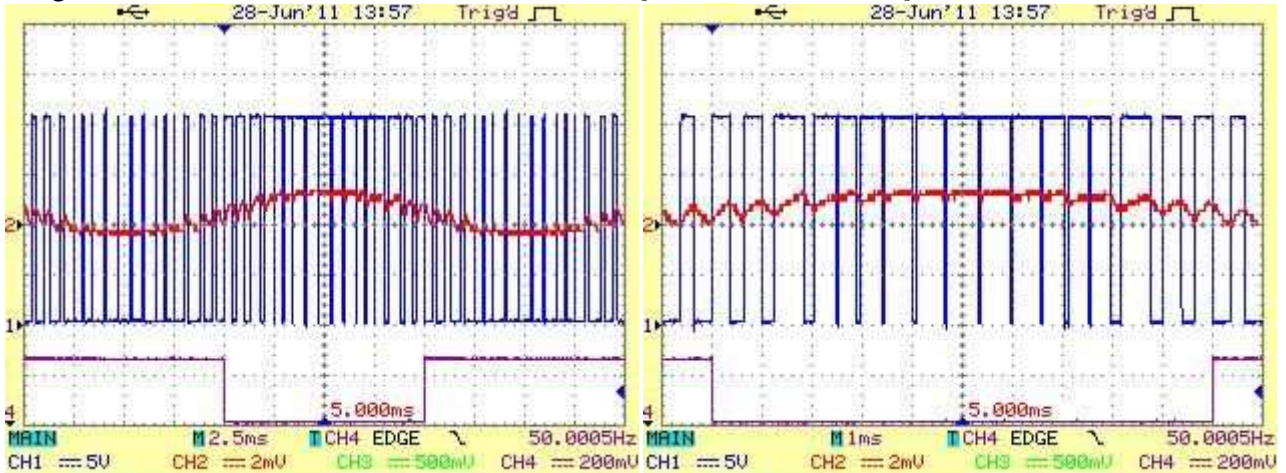 28-Jun'11 13:57 Trig'd
2
1
5.000ms
4
MAIN M 2.5ms T CH4 EDGE 50.0005Hz
CH1 5V CH2 2mV CH3 500mV CH4 200mV
28-Jun'11 13:57 Trig'd
2
1
5.000ms
4
MAIN M 1ms T CH4 EDGE 50.0005Hz
CH1 5V CH2 2mV CH3 500mV CH4 200mV